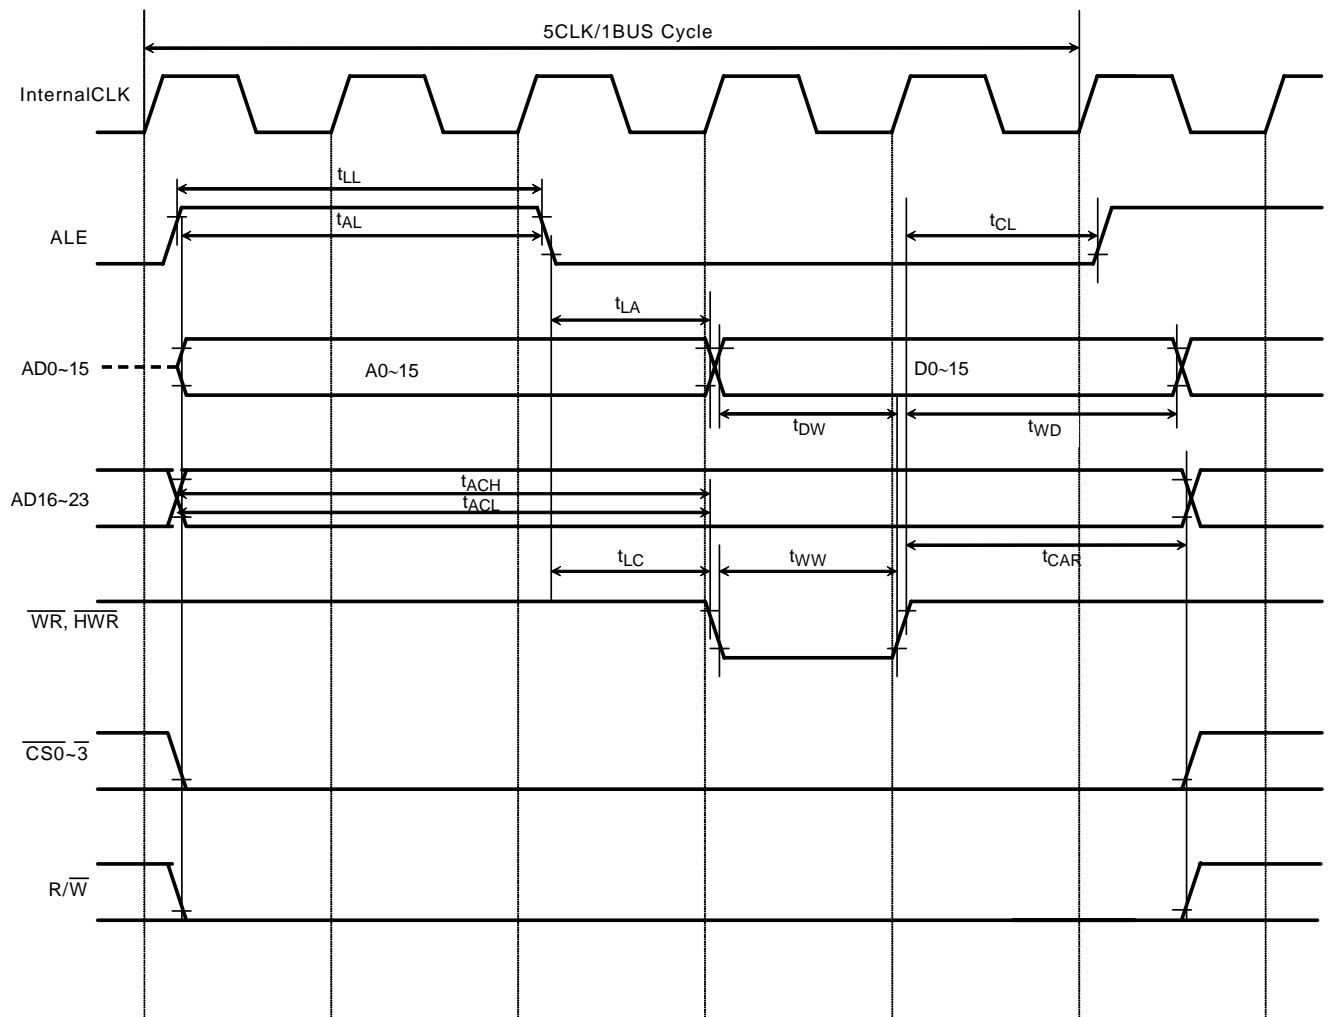 5CLK/1BUS Cycle
InternalCLK
tLL
tAL
tCL
ALE
tLA
AD0~15
A0~15
D0~15
tDW
tWD
tACH
AD16~23
tACL
tLC
tWW
tCAR
WR, HWR
CS0~3
R/W